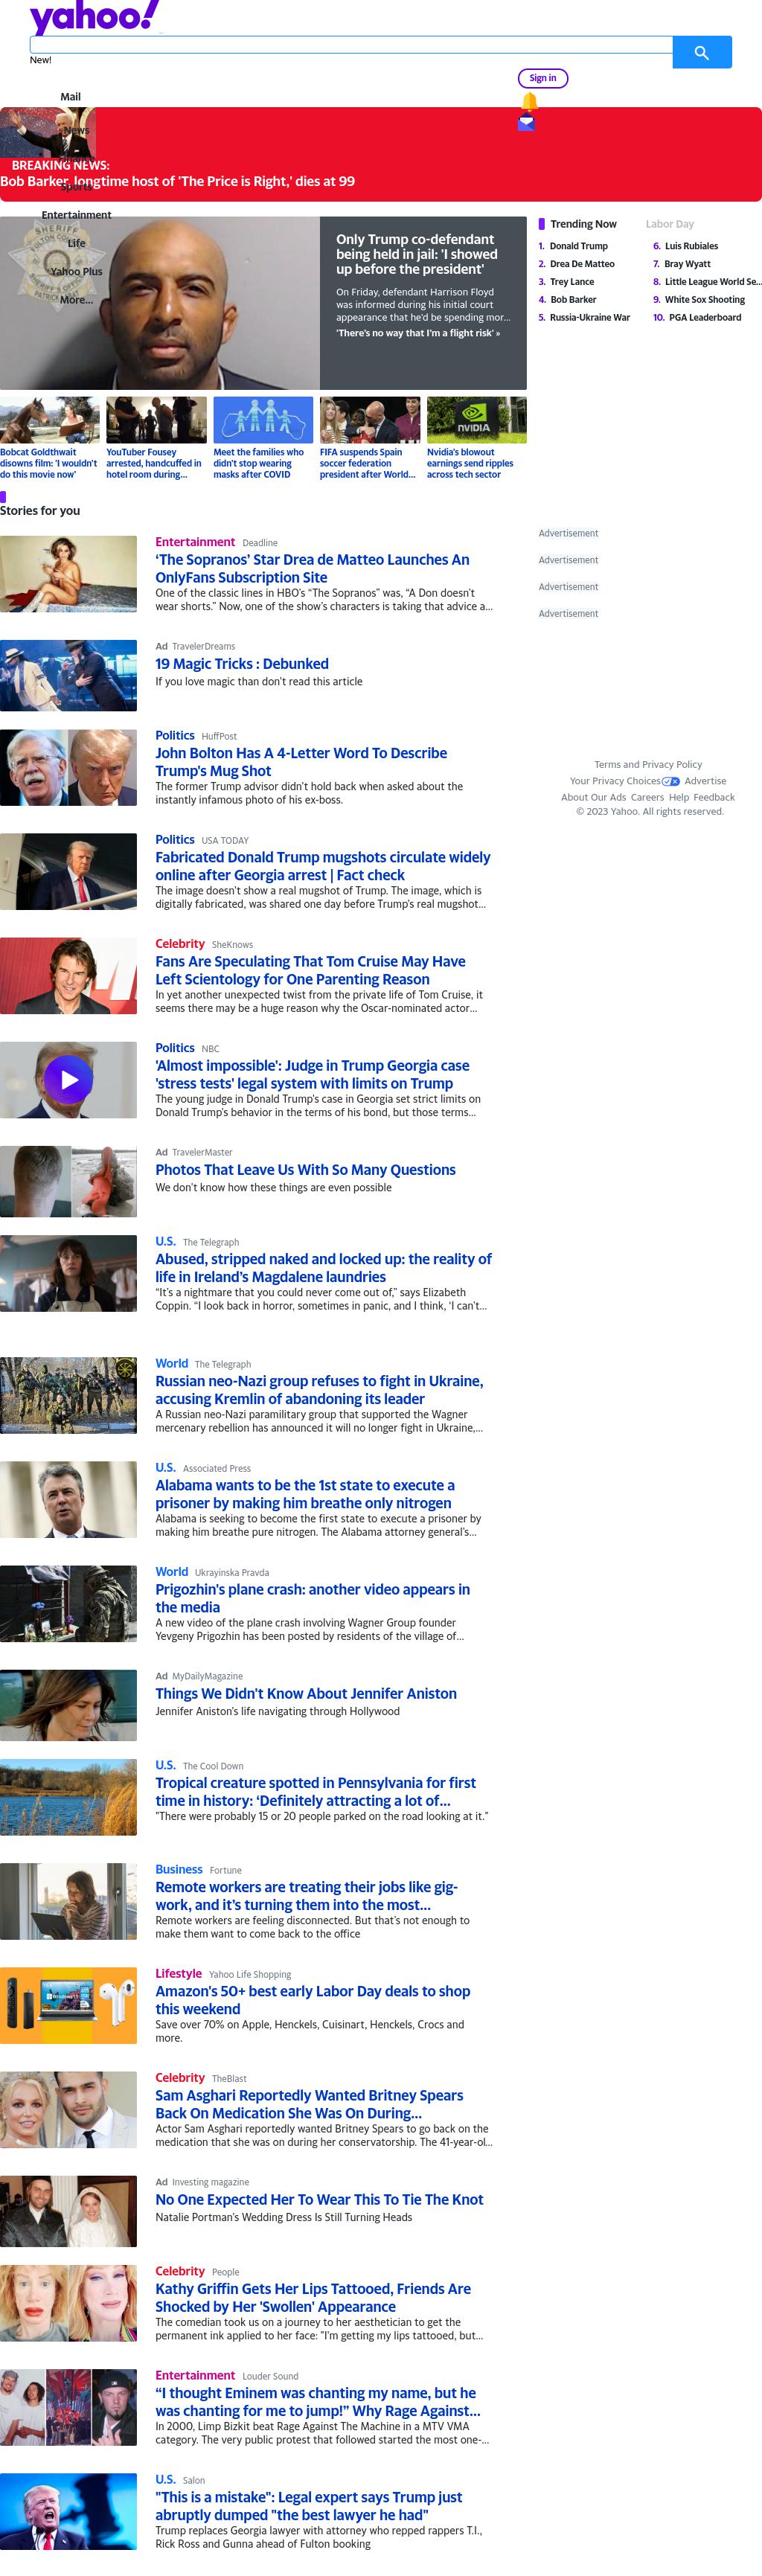 yahoo!
New!
Sign in
Mail
News
Sports
BREAKING NEWS:
Bob Barker, longtime host of 'The Price is Right,' dies at 99
Entertainment
Life
Yahoo Plus
More...
Only Trump co-defendant
being held in jail: 'I showed
up before the president'
On Friday, defendant Harrison Floyd
was informed during his initial court
appearance that he'd be spending mor...
'There's no way that I'm a flight risk' »
Bobcat Goldthwait
disowns film: 'I wouldn't
do this movie now'
YouTuber Fousey
arrested, handcuffed in
hotel room during...
Meet the families who
didn't stop wearing
masks after COVID
FIFA suspends Spain
soccer federation
president after World...
NVIDIA
Nvidia's blowout
earnings send ripples
across tech sector
Trending Now
Labor Day
1. Donald Trump
2. Drea De Matteo
3. Trey Lance
4. Bob Barker
5. Russia-Ukraine War
6. Luis Rubiales
7. Bray Wyatt
8. Little League World Se...
9. White Sox Shooting
10. PGA Leaderboard
Stories for you
Entertainment Deadline
‘The Sopranos’ Star Drea de Matteo Launches An
OnlyFans Subscription Site
One of the classic lines in HBO’s “The Sopranos” was, “A Don doesn’t
wear shorts.” Now, one of the show’s characters is taking that advice a...
Ad TravelerDreams
19 Magic Tricks : Debunked
If you love magic than don't read this article
Politics HuffPost
John Bolton Has A 4-Letter Word To Describe
Trump's Mug Shot
The former Trump advisor didn't hold back when asked about the
instantly infamous photo of his ex-boss.
Politics USA TODAY
Fabricated Donald Trump mugshots circulate widely
online after Georgia arrest | Fact check
The image doesn't show a real mugshot of Trump. The image, which is
digitally fabricated, was shared one day before Trump's real mugshot...
Celebrity SheKnows
Fans Are Speculating That Tom Cruise May Have
Left Scientology for One Parenting Reason
In yet another unexpected twist from the private life of Tom Cruise, it
seems there may be a huge reason why the Oscar-nominated actor...
Politics NBC
'Almost impossible': Judge in Trump Georgia case
'stress tests' legal system with limits on Trump
The young judge in Donald Trump's case in Georgia set strict limits on
Donald Trump's behavior in the terms of his bond, but those terms...
Ad TravelerMaster
Photos That Leave Us With So Many Questions
We don't know how these things are even possible
U.S. The Telegraph
Abused, stripped naked and locked up: the reality of
life in Ireland’s Magdalene laundries
“It’s a nightmare that you could never come out of,” says Elizabeth
Coppin. “I look back in horror, sometimes in panic, and I think, ‘I can’t...
World The Telegraph
Russian neo-Nazi group refuses to fight in Ukraine,
accusing Kremlin of abandoning its leader
A Russian neo-Nazi paramilitary group that supported the Wagner
mercenary rebellion has announced it will no longer fight in Ukraine,...
U.S. Associated Press
Alabama wants to be the 1st state to execute a
prisoner by making him breathe only nitrogen
Alabama is seeking to become the first state to execute a prisoner by
making him breathe pure nitrogen. The Alabama attorney general’s...
World Ukrayinska Pravda
Prigozhin's plane crash: another video appears in
the media
A new video of the plane crash involving Wagner Group founder
Yevgeny Prigozhin has been posted by residents of the village of...
Ad MyDailyMagazine
Things We Didn't Know About Jennifer Aniston
Jennifer Aniston's life navigating through Hollywood
U.S. The Cool Down
Tropical creature spotted in Pennsylvania for first
time in history: ‘Definitely attracting a lot of...
"There were probably 15 or 20 people parked on the road looking at it."
Business Fortune
Remote workers are treating their jobs like gig-
work, and it’s turning them into the most...
Remote workers are feeling disconnected. But that’s not enough to
make them want to come back to the office
Lifestyle Yahoo Life Shopping
Amazon's 50+ best early Labor Day deals to shop
this weekend
Save over 70% on Apple, Henckels, Cuisinart, Henckels, Crocs and
more.
Celebrity TheBlast
Sam Asghari Reportedly Wanted Britney Spears
Back On Medication She Was On During...
Actor Sam Asghari reportedly wanted Britney Spears to go back on the
medication that she was on during her conservatorship. The 41-year-ol...
Ad Investing magazine
No One Expected Her To Wear This To Tie The Knot
Natalie Portman's Wedding Dress Is Still Turning Heads
Celebrity People
Kathy Griffin Gets Her Lips Tattooed, Friends Are
Shocked by Her 'Swollen' Appearance
The comedian took us on a journey to her aesthetician to get the
permanent ink applied to her face: "I'm getting my lips tattooed, but...
Entertainment Louder Sound
“I thought Eminem was chanting my name, but he
was chanting for me to jump!” Why Rage Against...
In 2000, Limp Bizkit beat Rage Against The Machine in a MTV VMA
category. The very public protest that followed started the most one-...
U.S. Salon
"This is a mistake": Legal expert says Trump just
abruptly dumped "the best lawyer he had"
Trump replaces Georgia lawyer with attorney who repped rappers T.I.,
Rick Ross and Gunna ahead of Fulton booking
Advertisement
Advertisement
Advertisement
Advertisement
Terms and Privacy Policy
Your Privacy Choices Advertise
About Our Ads Careers Help Feedback
© 2023 Yahoo. All rights reserved.